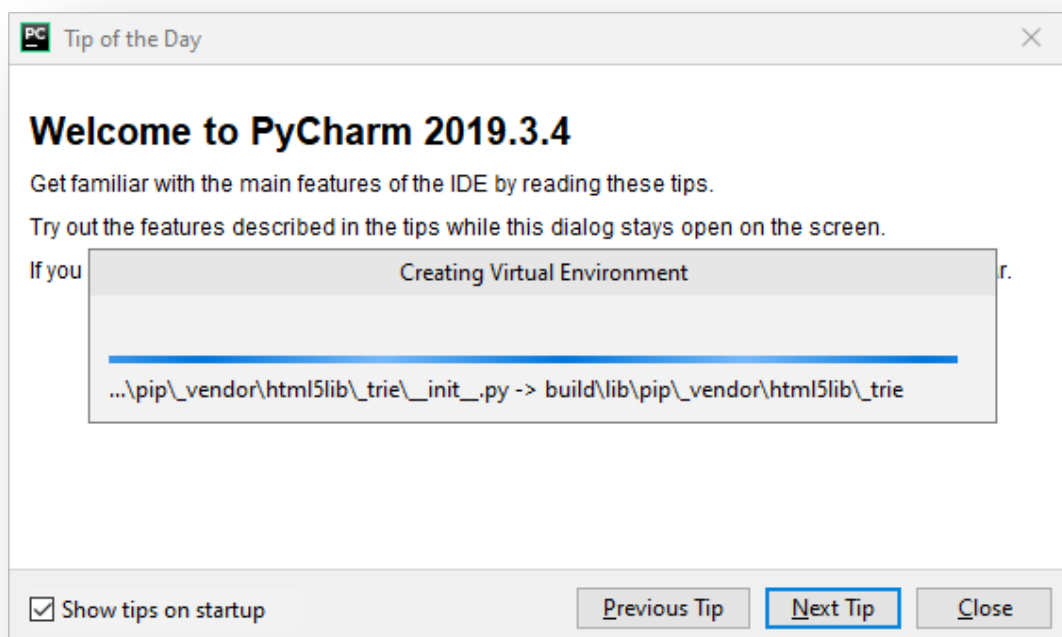 PC
Tip of the Day
Welcome to PyCharm 2019.3.4
Get familiar with the main features of the IDE by reading these tips.
Try out the features described in the tips while this dialog stays open on the screen.
If you
Creating Virtual Environment
...\pip\_vendor\html5lib\_trie\__init__.py -> build\lib\pip\_vendor\html5lib\_trie
Show tips on startup
Previous Tip
Next Tip
Close